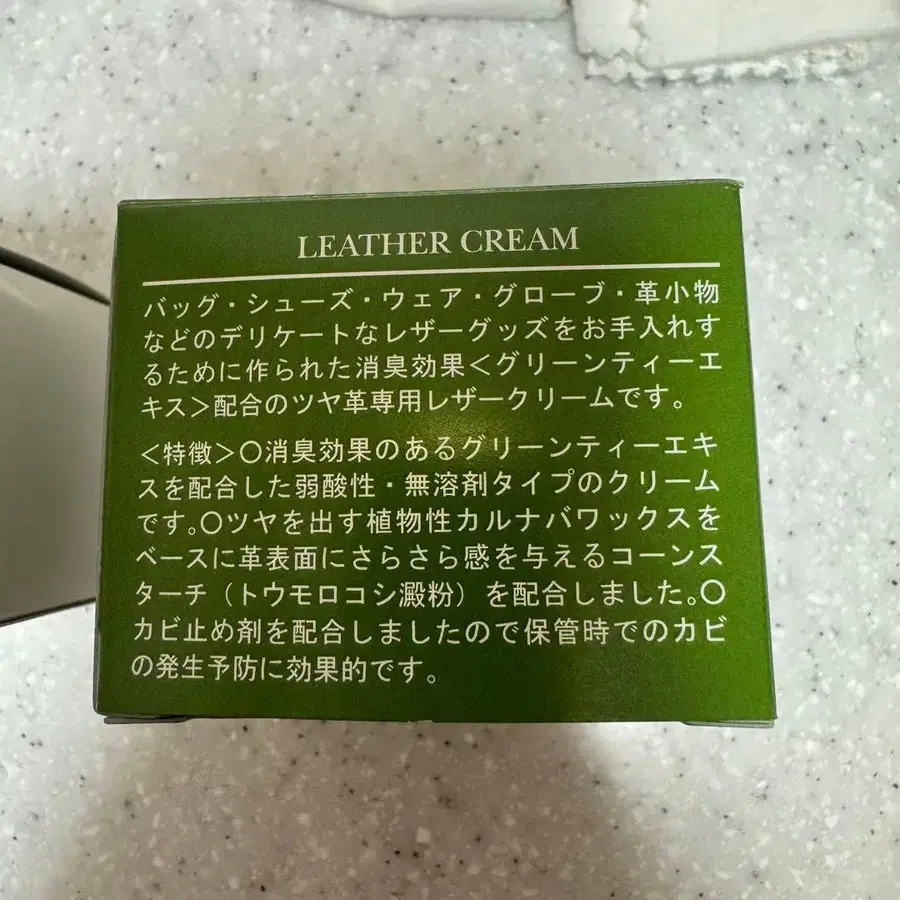 LEATHER CREAM
バッグ・シューズ・ウェア・グローブ・革小物
などのデリケートなレザーグッズをお手入れす
るために作られた消臭効果＜グリーンティーエ
キス＞配合のツヤ革専用レザークリームです。
＜特徴＞〇消臭効果のあるグリーンティーエキ
スを配合した弱酸性・無溶剤タイプのクリーム
です。〇ツヤを出す植物性カルナバワックスを
ベースに革表面にさらさら感を与えるコーンス
ターチ（トウモロコシ澱粉）を配合しました。〇
カビ止め剤を配合しましたので保管時でのカビ
の発生予防に効果的です。